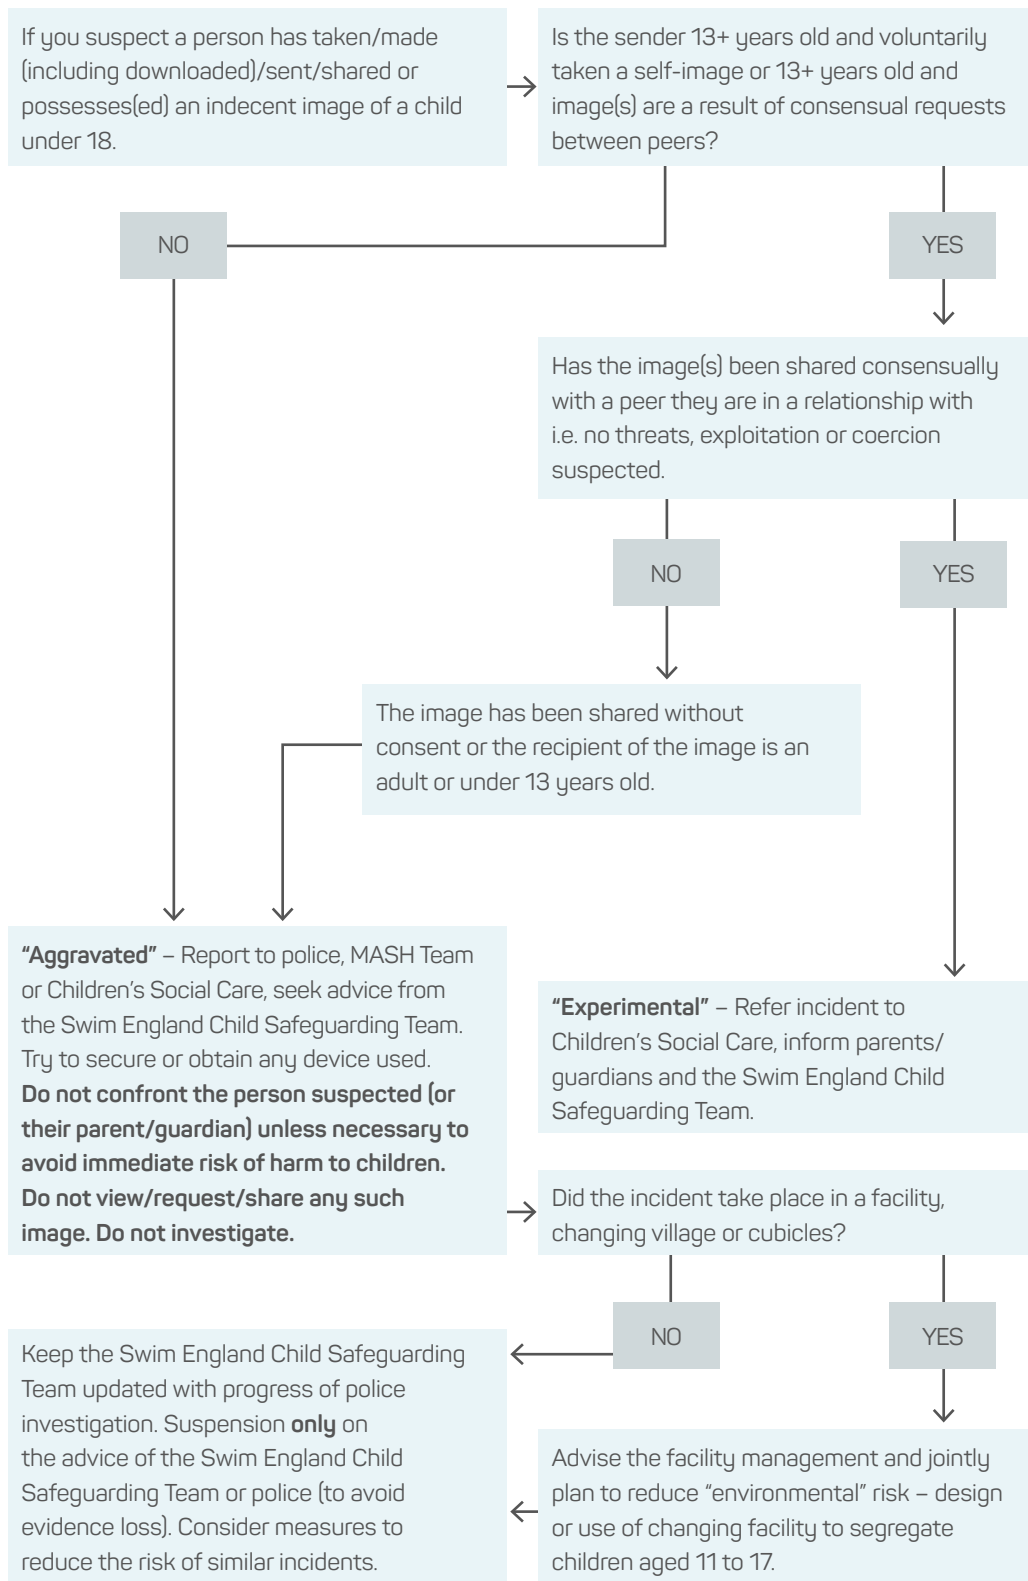 If you suspect a person has taken/made
(including downloaded)/sent/shared or
possesses(ed) an indecent image of a child
under 18.
Is the sender 13+ years old and voluntarily
taken a self-image or 13+ years old and
image(s) are a result of consensual requests
between peers?
NO
YES
Has the image(s) been shared consensually
with a peer they are in a relationship with
i.e. no threats, exploitation or coercion
suspected.
NO
YES
The image has been shared without
consent or the recipient of the image is an
adult or under 13 years old.
“Aggravated” – Report to police, MASH Team
or Children’s Social Care, seek advice from
the Swim England Child Safeguarding Team.
Try to secure or obtain any device used.
Do not confront the person suspected (or
their parent/guardian) unless necessary to
avoid immediate risk of harm to children.
Do not view/request/share any such
image. Do not investigate.
“Experimental” – Refer incident to
Children’s Social Care, inform parents/
guardians and the Swim England Child
Safeguarding Team.
Did the incident take place in a facility,
changing village or cubicles?
NO
YES
Keep the Swim England Child Safeguarding
Team updated with progress of police
investigation. Suspension only on
the advice of the Swim England Child
Safeguarding Team or police (to avoid
evidence loss). Consider measures to
reduce the risk of similar incidents.
Advise the facility management and jointly
plan to reduce “environmental” risk – design
or use of changing facility to segregate
children aged 11 to 17.